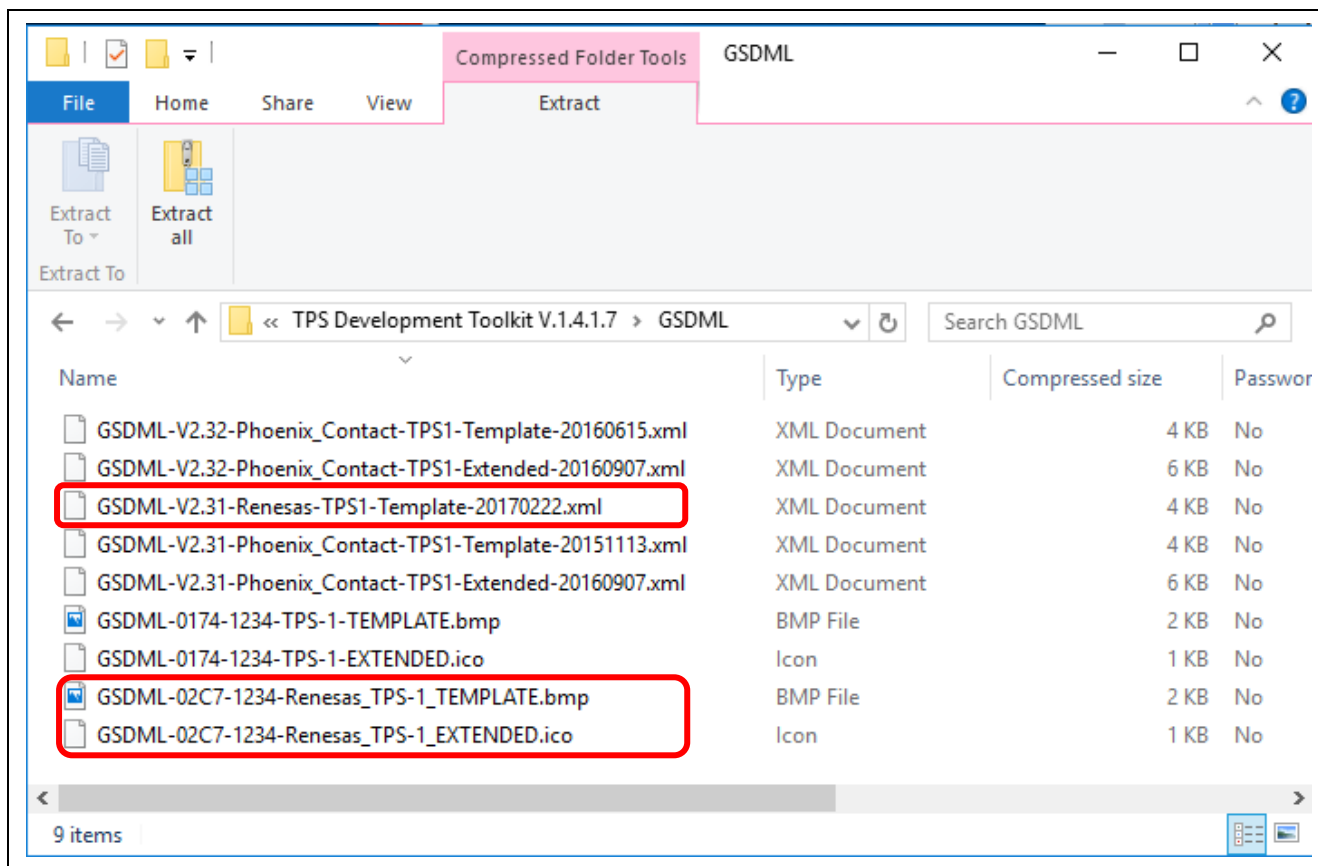 Compressed Folder Tools GSDML
File Home Share View Extract
Extract To Extract all
Extract To
« TPS Development Toolkit V.1.4.1.7 > GSDML Search GSDML
Name Type Compressed size Passwor
GSDML-V2.32-Phoenix_Contact-TPS1-Template-20160615.xml XML Document 4 KB No
GSDML-V2.32-Phoenix_Contact-TPS1-Extended-20160907.xml XML Document 6 KB No
GSDML-V2.31-Renesas-TPS1-Template-20170222.xml XML Document 4 KB No
GSDML-V2.31-Phoenix_Contact-TPS1-Template-20151113.xml XML Document 4 KB No
GSDML-V2.31-Phoenix_Contact-TPS1-Extended-20160907.xml XML Document 6 KB No
GSDML-0174-1234-TPS-1-TEMPLATE.bmp BMP File 2 KB No
GSDML-0174-1234-TPS-1-EXTENDED.ico Icon 1 KB No
GSDML-02C7-1234-Renesas_TPS-1_TEMPLATE.bmp BMP File 2 KB No
GSDML-02C7-1234-Renesas_TPS-1_EXTENDED.ico Icon 1 KB No
9 items